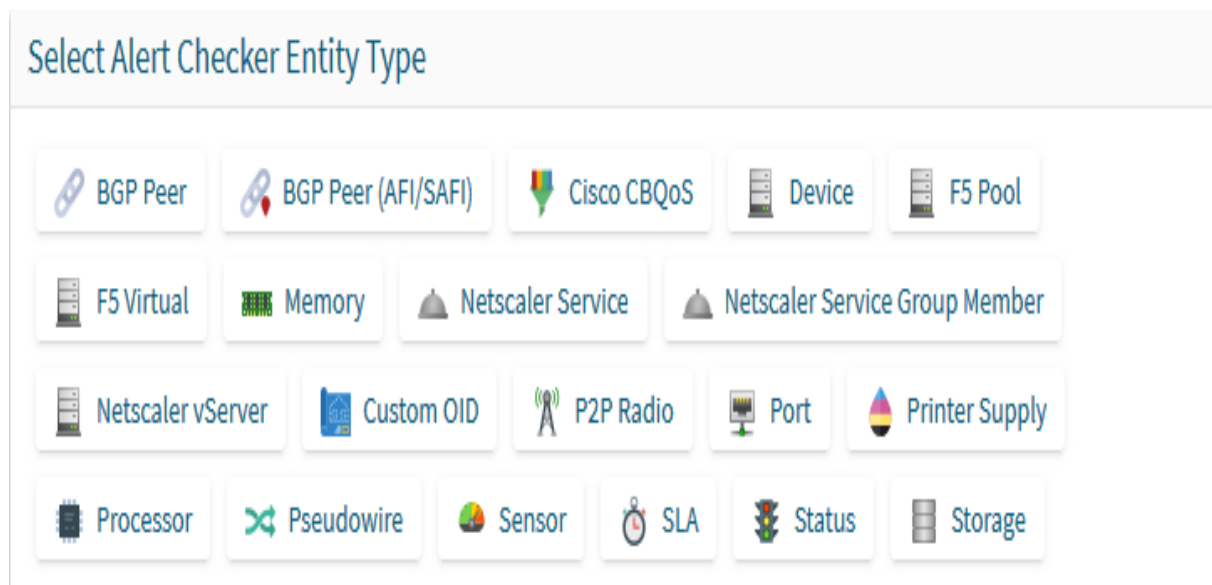 Select Alert Checker Entity Type
BGP Peer BGP Peer (AFI/SAFI) Cisco CBQoS Device F5 Pool
F5 Virtual Memory Netscaler Service Netscaler Service Group Member
Netscaler vServer Custom OID P2P Radio Port Printer Supply
Processor Pseudowire Sensor SLA Status Storage